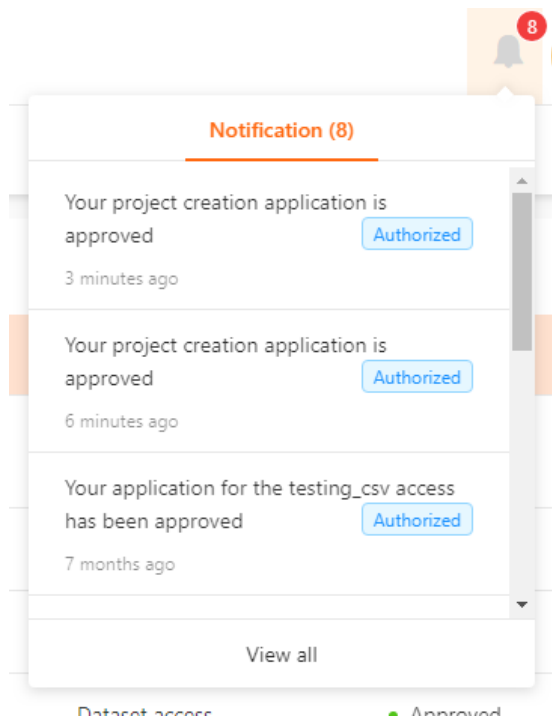 8
Notification (8)
Your project creation application is
approved
Authorized
3 minutes ago
Your project creation application is
approved
Authorized
6 minutes ago
Your application for the testing_csv access
has been approved
Authorized
7 months ago
View all
Dataset access
Approved